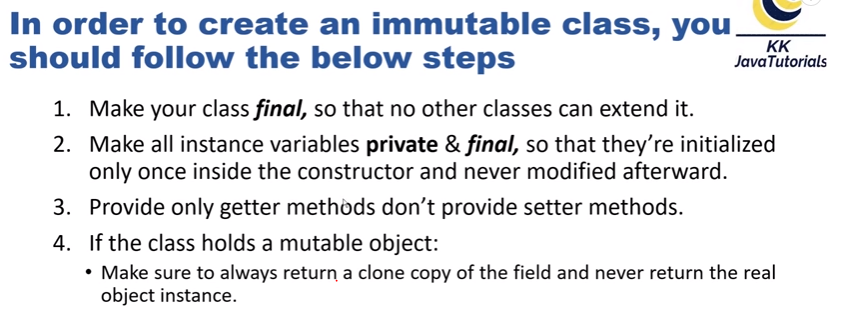 In order to create an immutable class, you
should follow the below steps
KK
JavaTutorials
1. Make your class final, so that no other classes can extend it.
2. Make all instance variables private & final, so that they’re initialized
only once inside the constructor and never modified afterward.
3. Provide only getter methods don’t provide setter methods.
4. If the class holds a mutable object:
• Make sure to always return a clone copy of the field and never return the real
object instance.